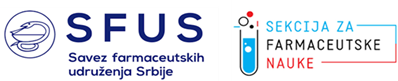 SFUS
Savez farmaceutskih
udruženja Srbije
SEKCIJA ZA
FARMACEUTSKE
NAUKE